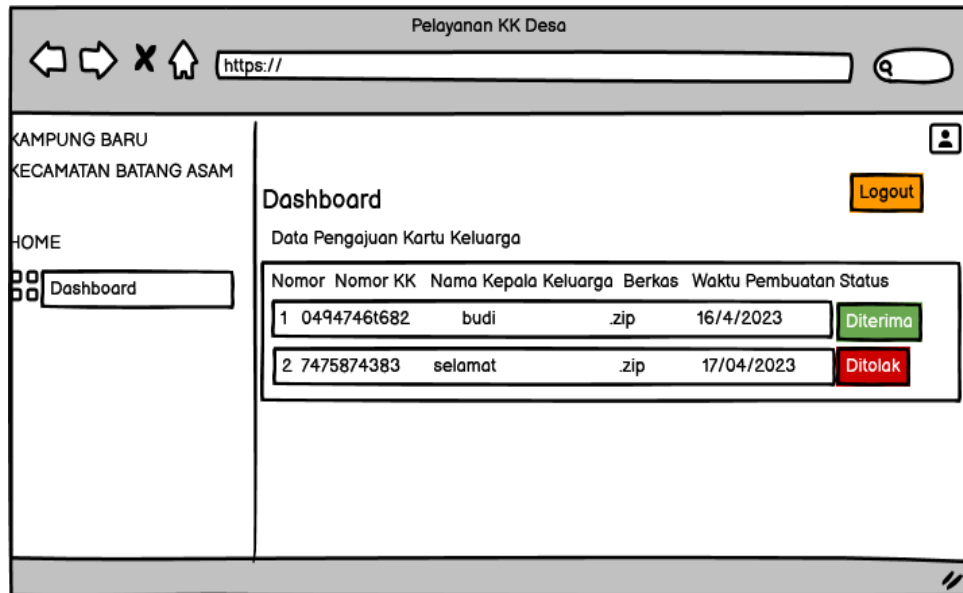 Pelayanan KK Desa
https://
KAMPUNG BARU
KECAMATAN BATANG ASAM
Logout
Dashboard
HOME
Data Pengajuan Kartu Keluarga
Dashboard
Nomor Nomor KK Nama Kepala Keluarga Berkas Waktu Pembuatan Status
1 0494746t682 budi .zip 16/4/2023 Diterima
2 7475874383 selamat .zip 17/04/2023 Ditolak